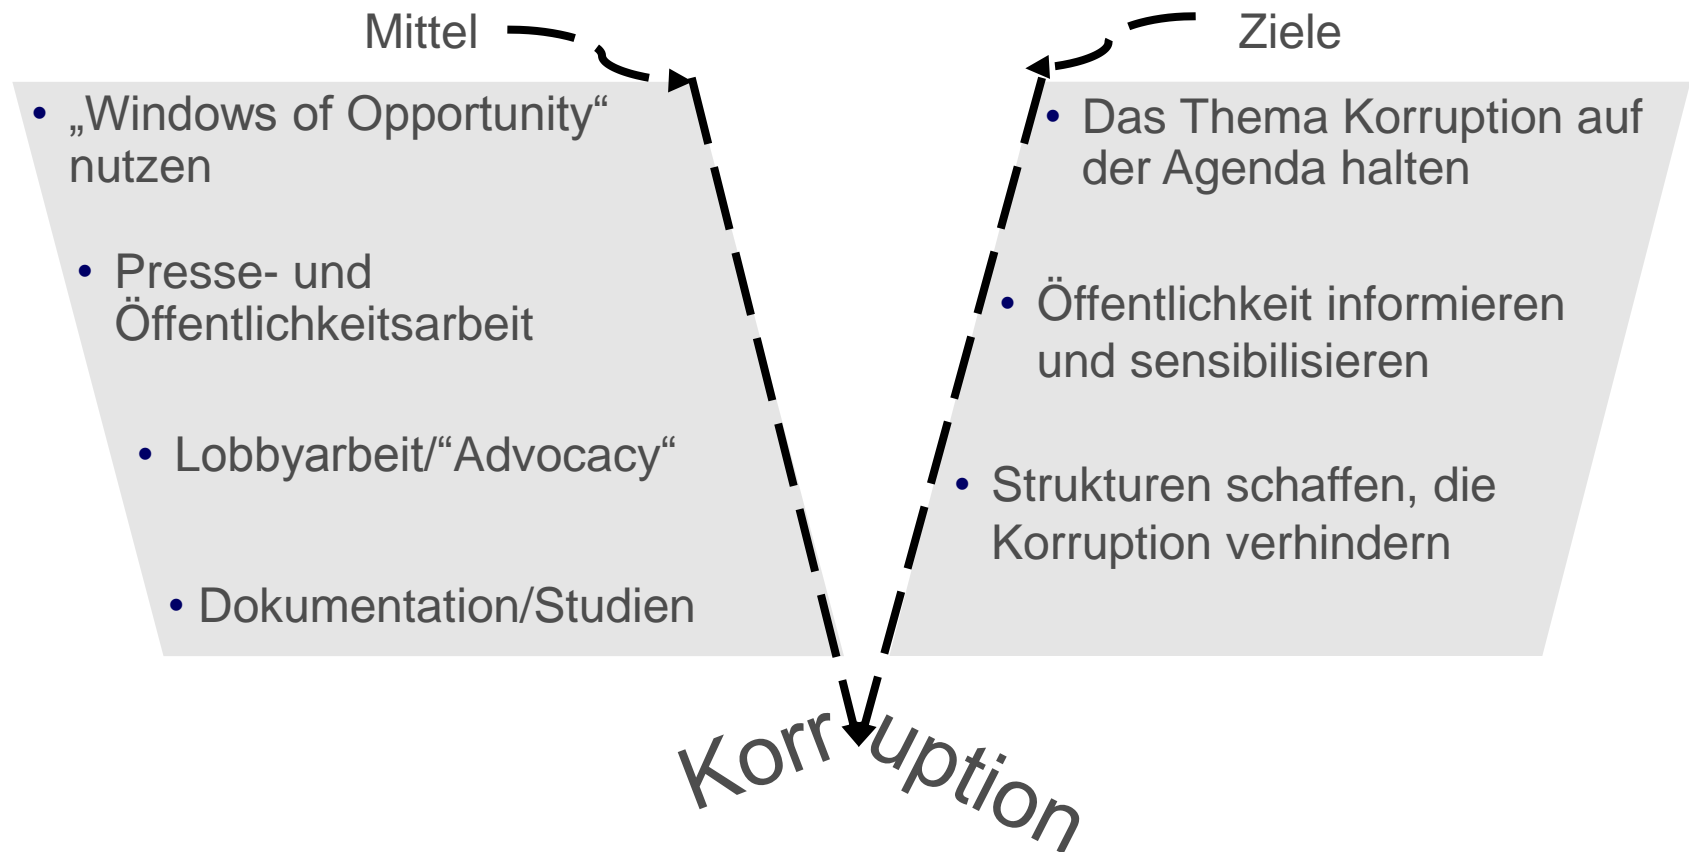 Mittel
• „Windows of Opportunity“
nutzen
• Presse- und
Öffentlichkeitsarbeit
• Lobbyarbeit/“Advocacy“
• Dokumentation/Studien
Ziele
• Das Thema Korruption auf
der Agenda halten
• Öffentlichkeit informieren
und sensibilisieren
• Strukturen schaffen, die
Korruption verhindern
Korruption